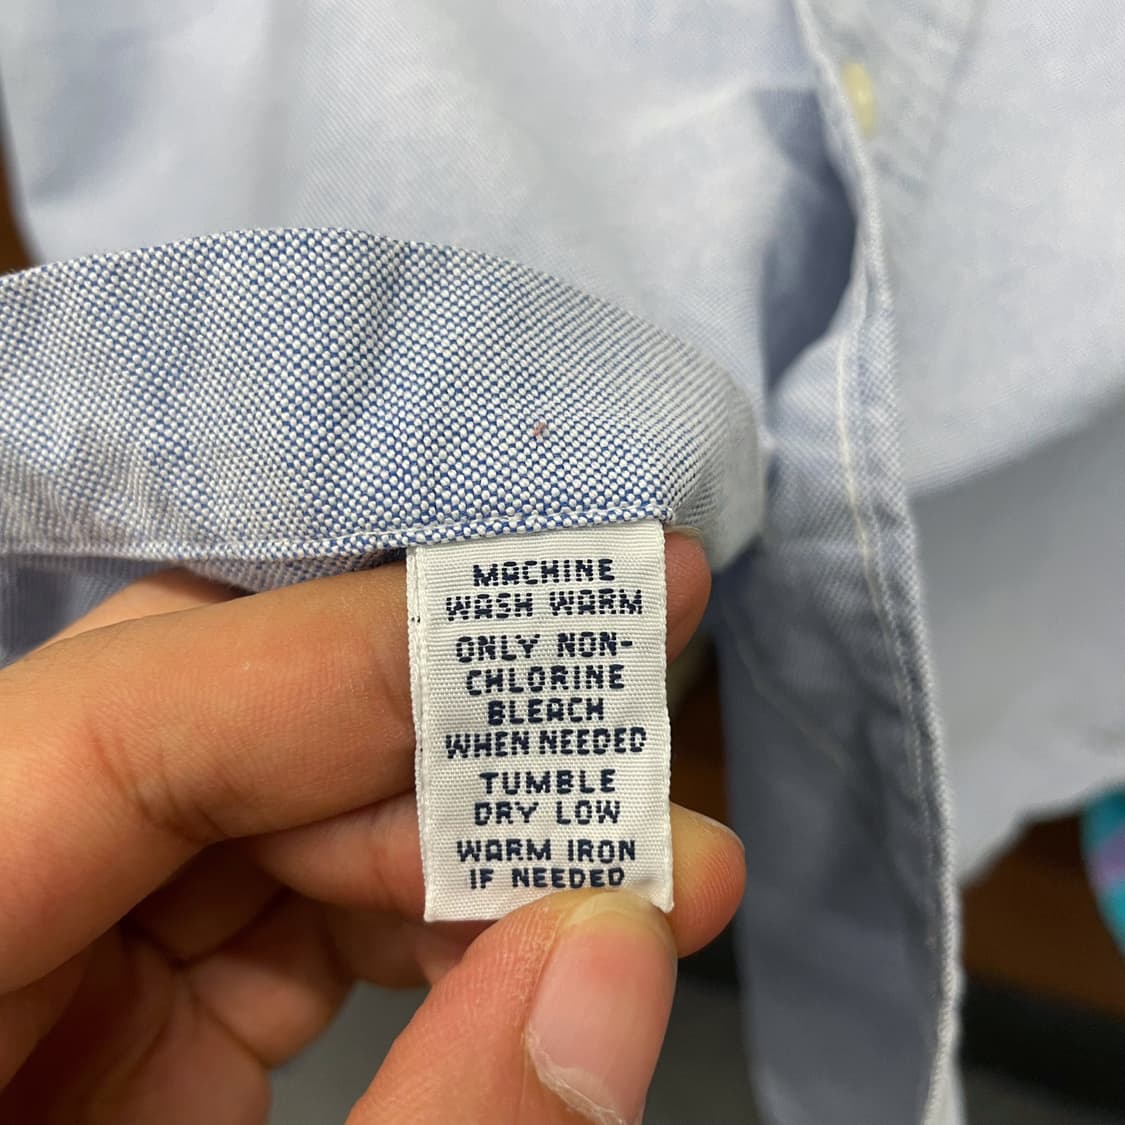 MACHINE
WASH WARM
ONLY NON-
CHLORINE
BLEACH
WHEN NEEDED
TUMBLE
DRY LOW
WARM IRON
IF NEEDED